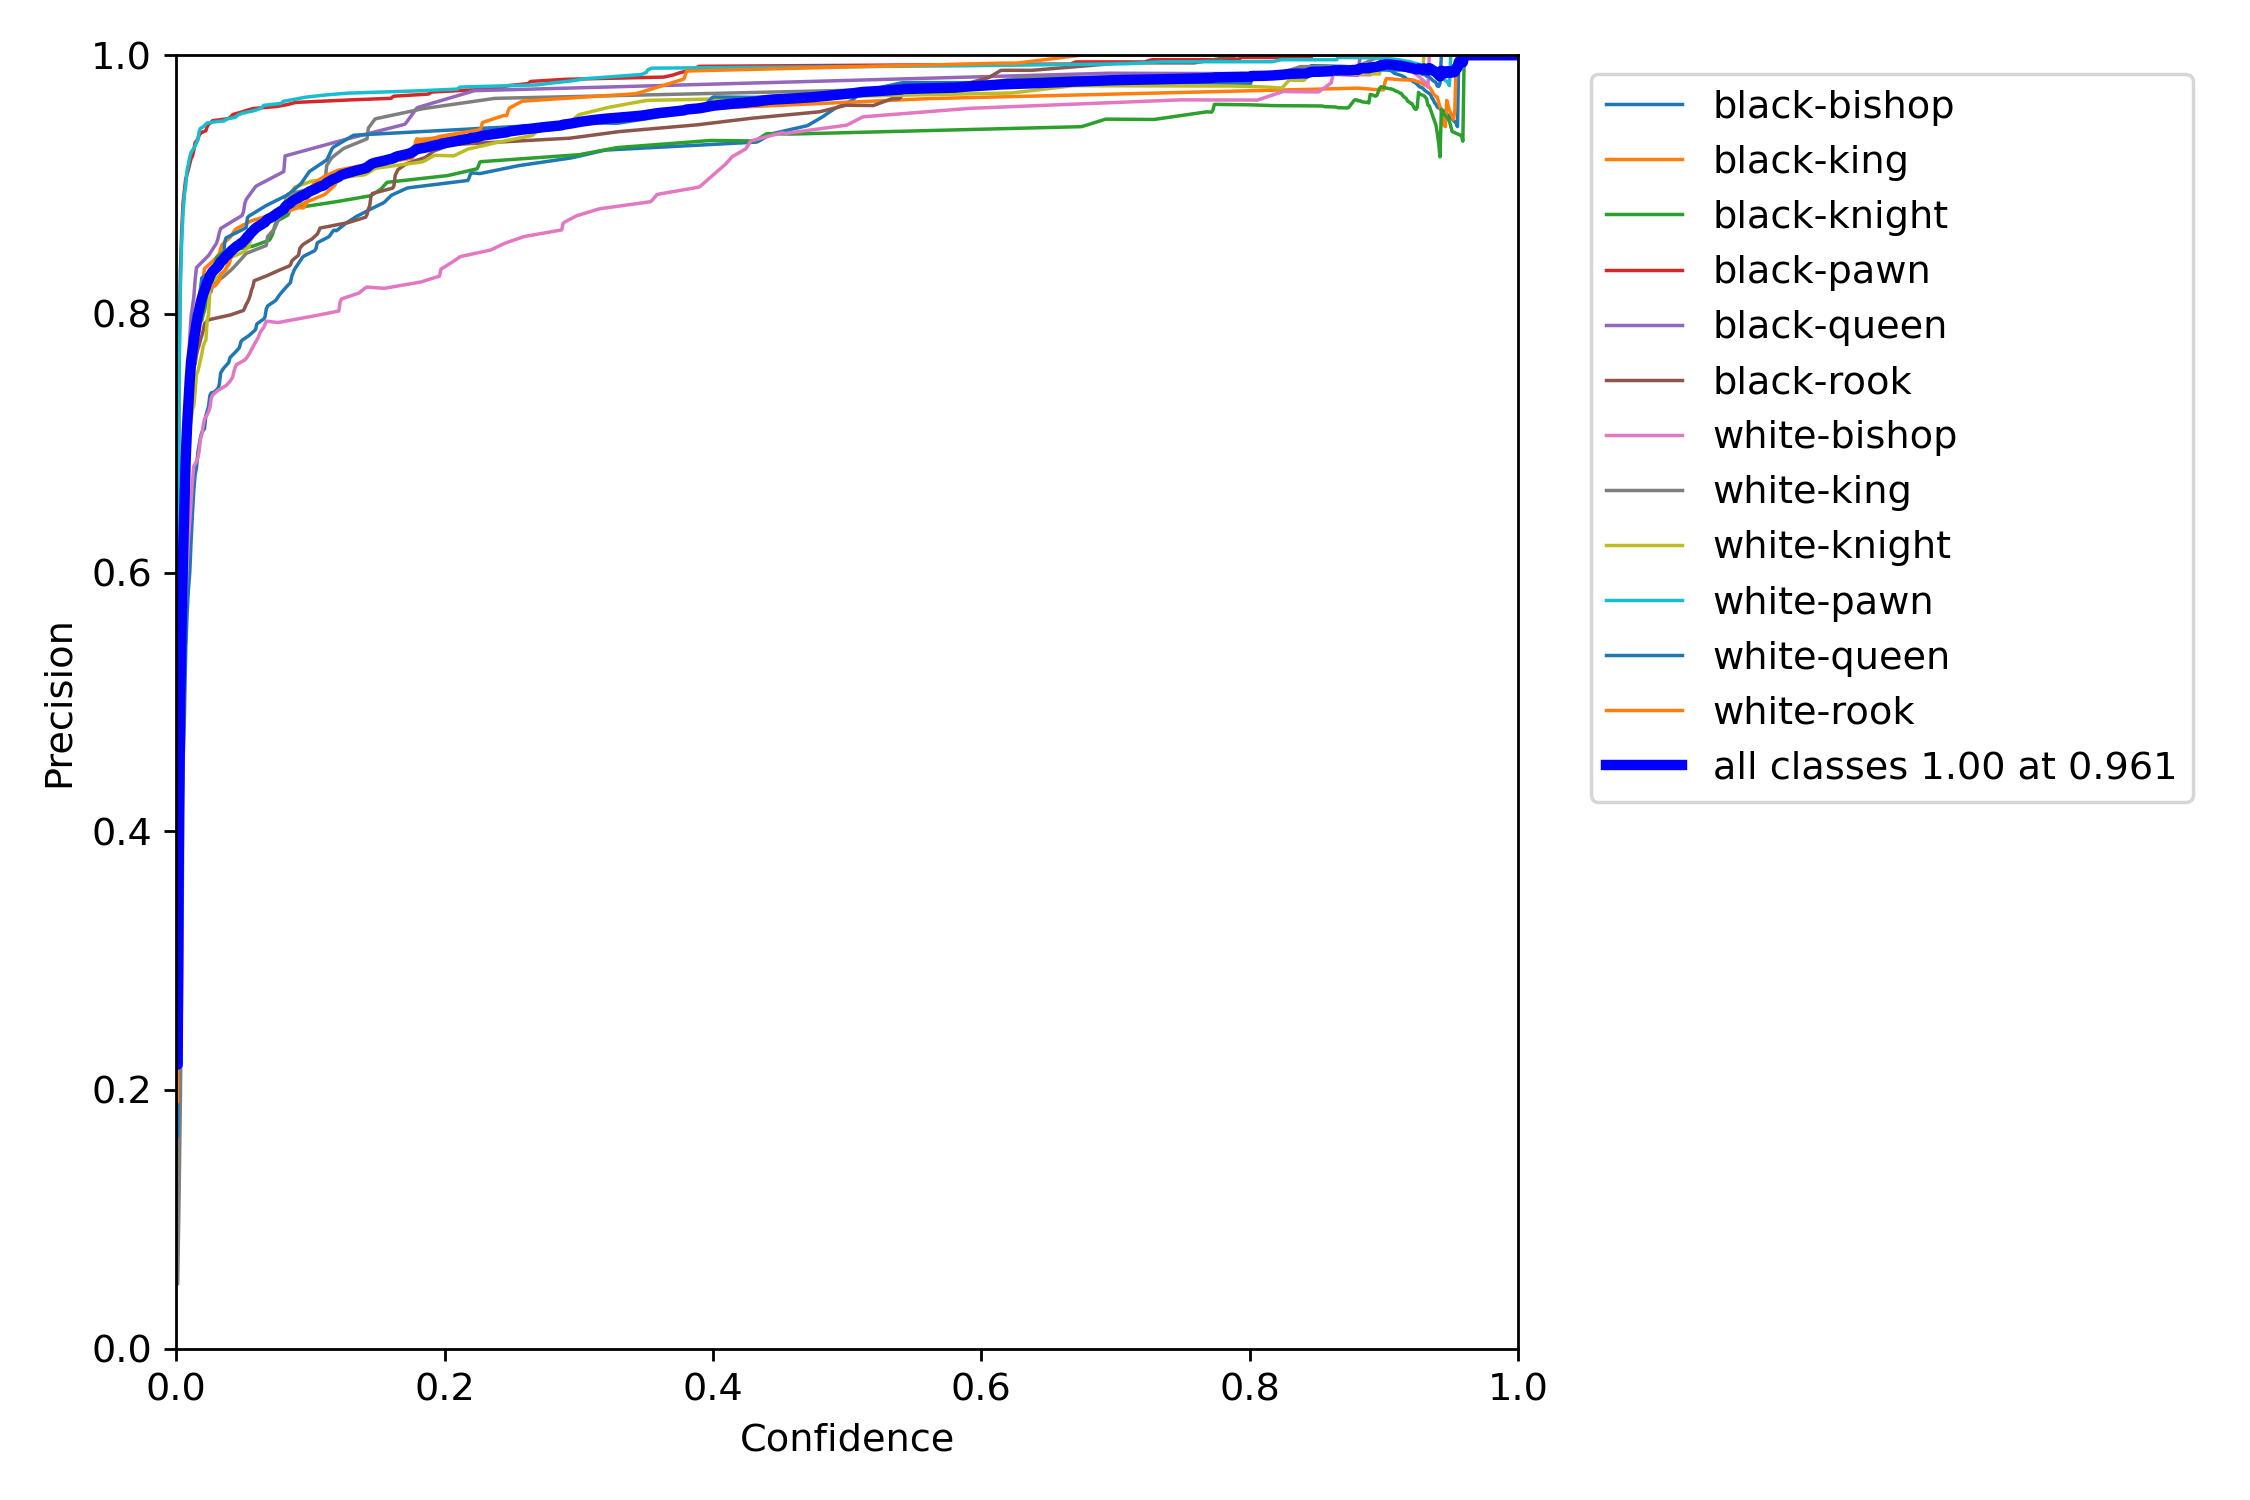 1.0
0.8
0.6
0.4
0.2
0.0
0.0 0.2 0.4 0.6 0.8 1.0
Precision
Confidence
black-bishop
black-king
black-knight
black-pawn
black-queen
black-rook
white-bishop
white-king
white-knight
white-pawn
white-queen
white-rook
all classes 1.00 at 0.961